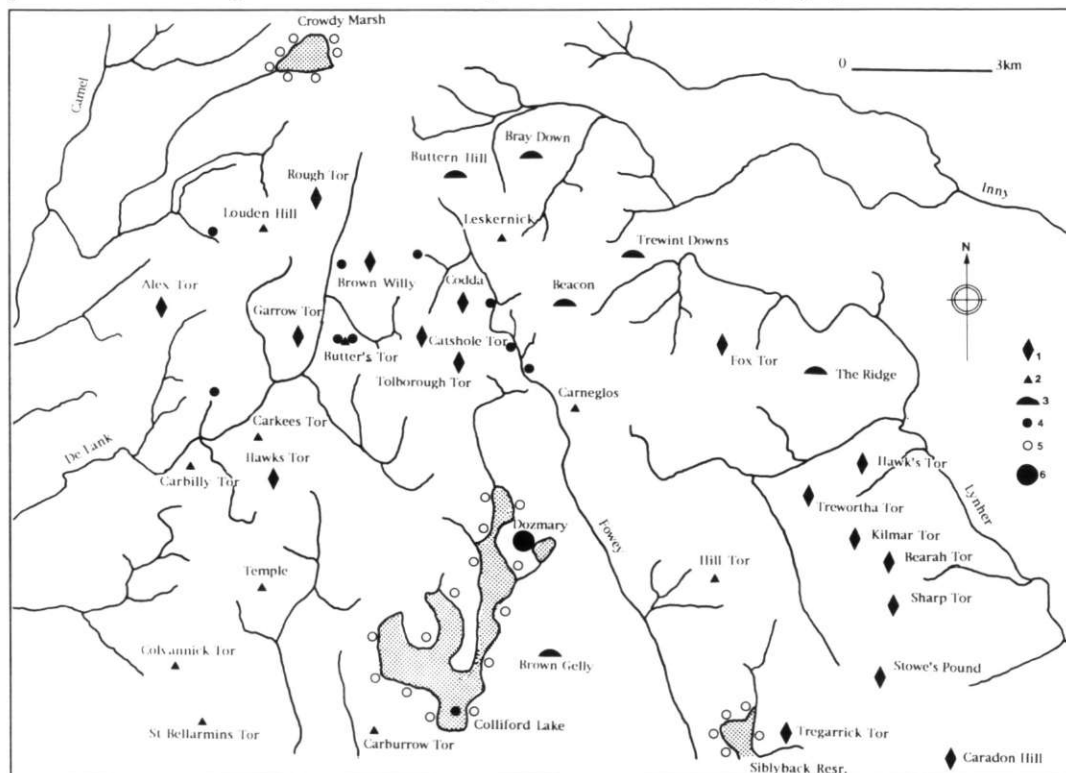 Crowdy Marsh
0 3km
Camel
Bray Down
Buttern Hill
Rough Tor
Inny
Louden Hill
Leskernick
Trewint Downs
N
Brown Willy
Codda
Alex Tor
Beacon
Garrow Tor
1
Catshole Tor
Butter's Tor
Fox Tor
2
Tolborough Tor
The Ridge
3
Carneglos
4
Carkees Tor
De Lank
5
Hawks Tor
Hawk's Tor
Carbilly Tor
6
Trewortha Tor
Lynher
Dozmary
Fowey
Kilmar Tor
Bearah Tor
Temple
Hill Tor
Sharp Tor
Colvannick Tor
Brown Gelly
Stowe's Pound
St Bellarmins Tor
Colliford Lake
Carburrow Tor
Tregarrick Tor
Siblyback Resr.
Caradon Hill